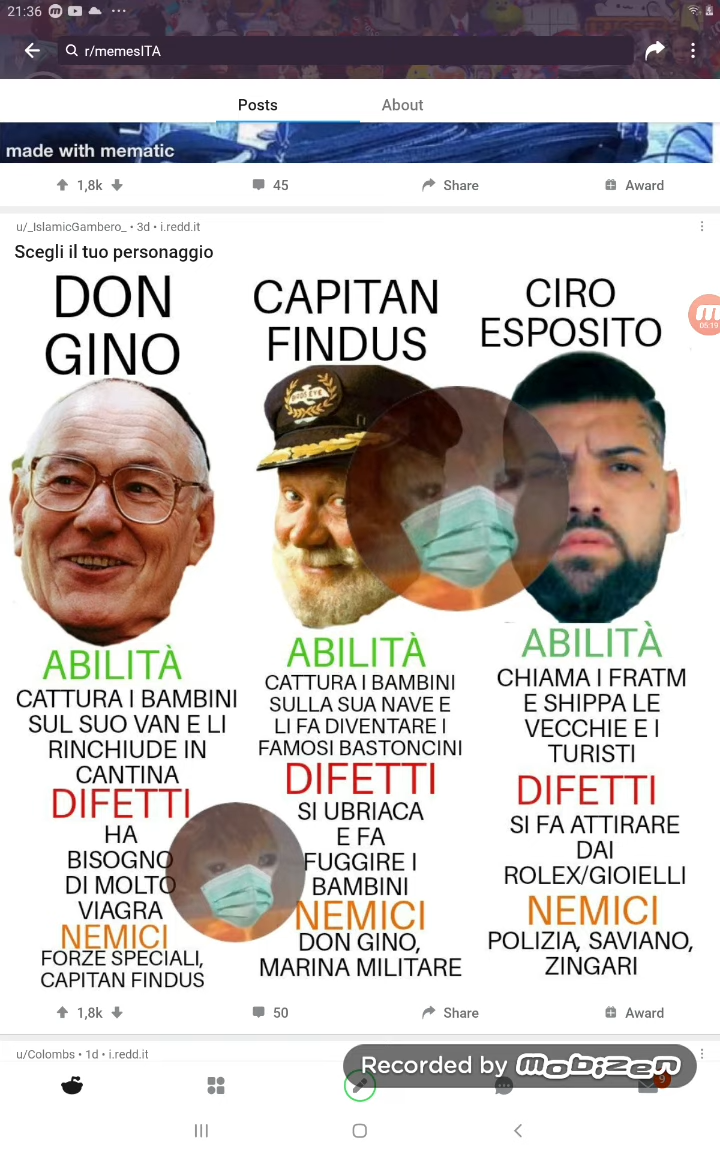 21:36
r/memesITA
Posts
About
made with mematic
1,8k
45
Share
Award
u/_IslamicGambero_ • 3d • i.redd.it
Scegli il tuo personaggio
DON
GINO
ABILITÀ
CATTURA I BAMBINI
SUL SUO VAN E LI
RINCHIUDE IN
CANTINA
DIFETTI
HA
BISOGNO
DI MOLTO
VIAGRA
NEMICI
FORZE SPECIALI,
CAPITAN FINDUS
CAPITAN
FINDUS
BIRDS EYE
ABILITÀ
CATTURA I BAMBINI
SULLA SUA NAVE E
LI FA DIVENTARE I
FAMOSI BASTONCINI
DIFETTI
SI UBRIACA
E FA
FUGGIRE I
BAMBINI
NEMICI
DON GINO,
MARINA MILITARE
CIRO
ESPOSITO
ABILITÀ
CHIAMA I FRATM
E SHIPPA LE
VECCHIE E I
TURISTI
DIFETTI
SI FA ATTIRARE
DAI
ROLEX/GIOIELLI
NEMICI
POLIZIA, SAVIANO,
ZINGARI
05:19
1,8k
50
Share
Award
u/Colombs • 1d • i.redd.it
Recorded by mobizen
9